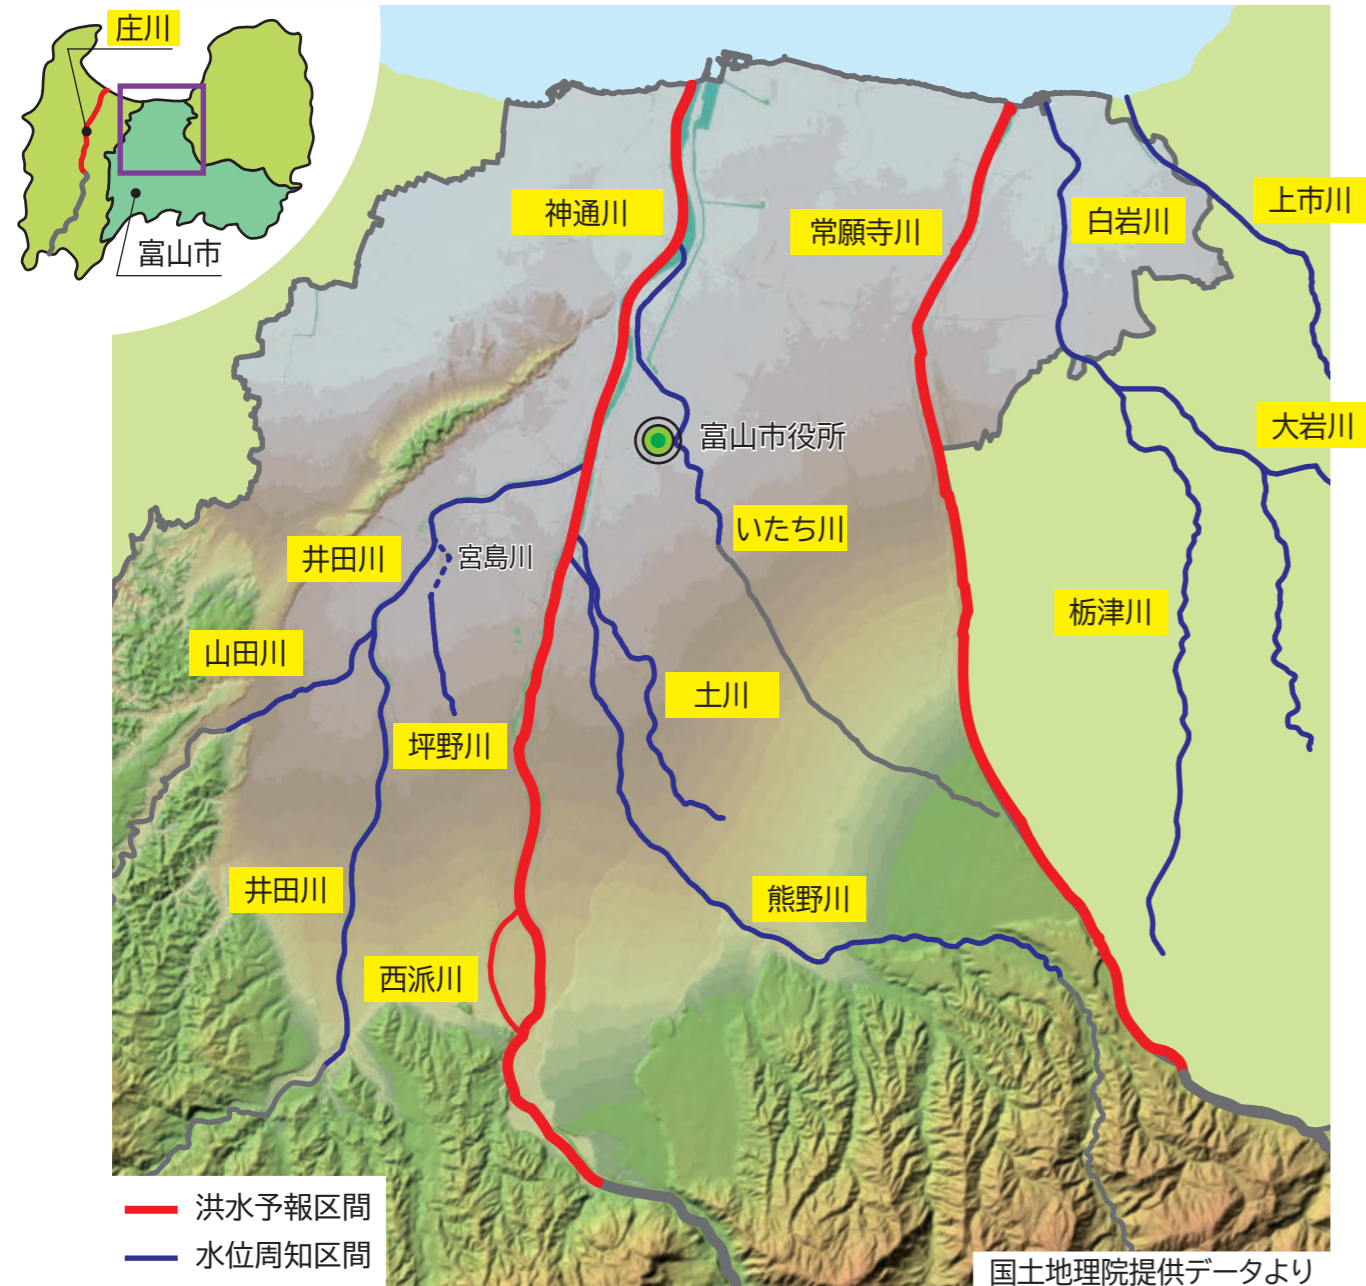 庄川
富山市
神通川
常願寺川
白岩川
上市川
大岩川
富山市役所
いたち川
井田川
宮島川
栃津川
山田川
土川
坪野川
井田川
熊野川
西派川
洪水予報区間
水位周知区間
国土地理院提供データより